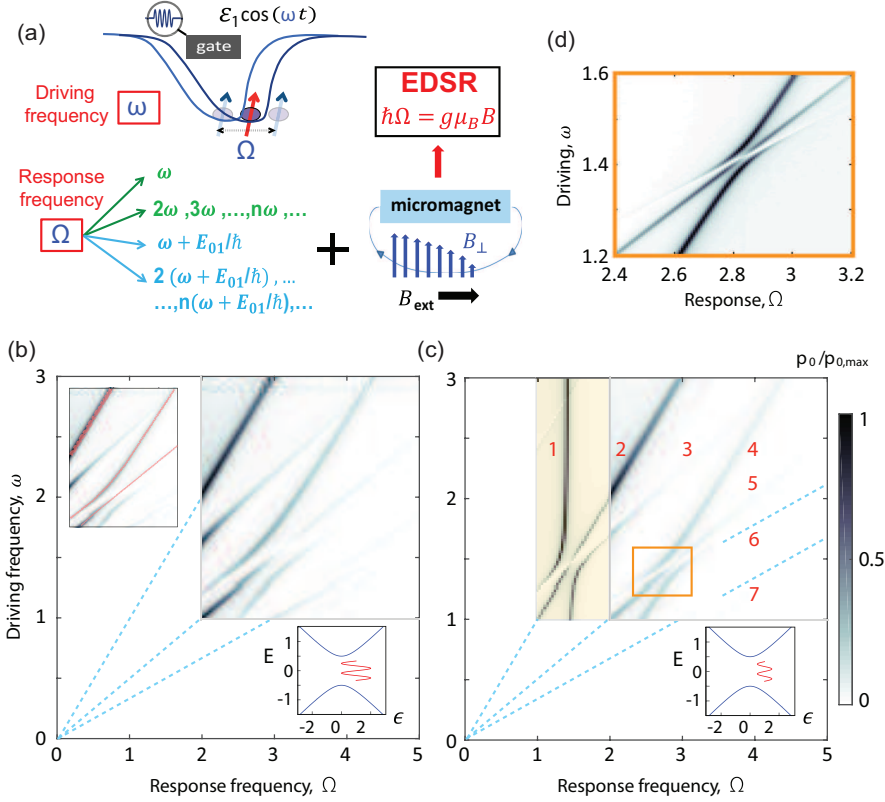 (a)
ℰ₁cos(ωt)
gate
Driving
frequency
ω
Ω
EDSR
ℏΩ = gμ_B B
Response
frequency
Ω
ω
2ω ,3ω ,…,nω ,…
ω + E₀₁/ℏ
2 (ω + E₀₁/ℏ) , …
…,n(ω + E₀₁/ℏ),…
+
micromagnet
B⊥
B_ext
(d)
Driving, ω
1.6
1.4
1.2
2.4
2.6
2.8
3
3.2
Response, Ω
(b)
Driving frequency, ω
3
2
1
0
E
1
0
-1
-2
0
2
ϵ
0
1
2
3
4
5
Response frequency, Ω
(c)
p₀/p₀,max
3
2
1
0
1
2
3
4
5
6
7
E
1
0
-1
-2
0
2
ϵ
0
1
2
3
4
5
Response frequency, Ω
1
0.5
0